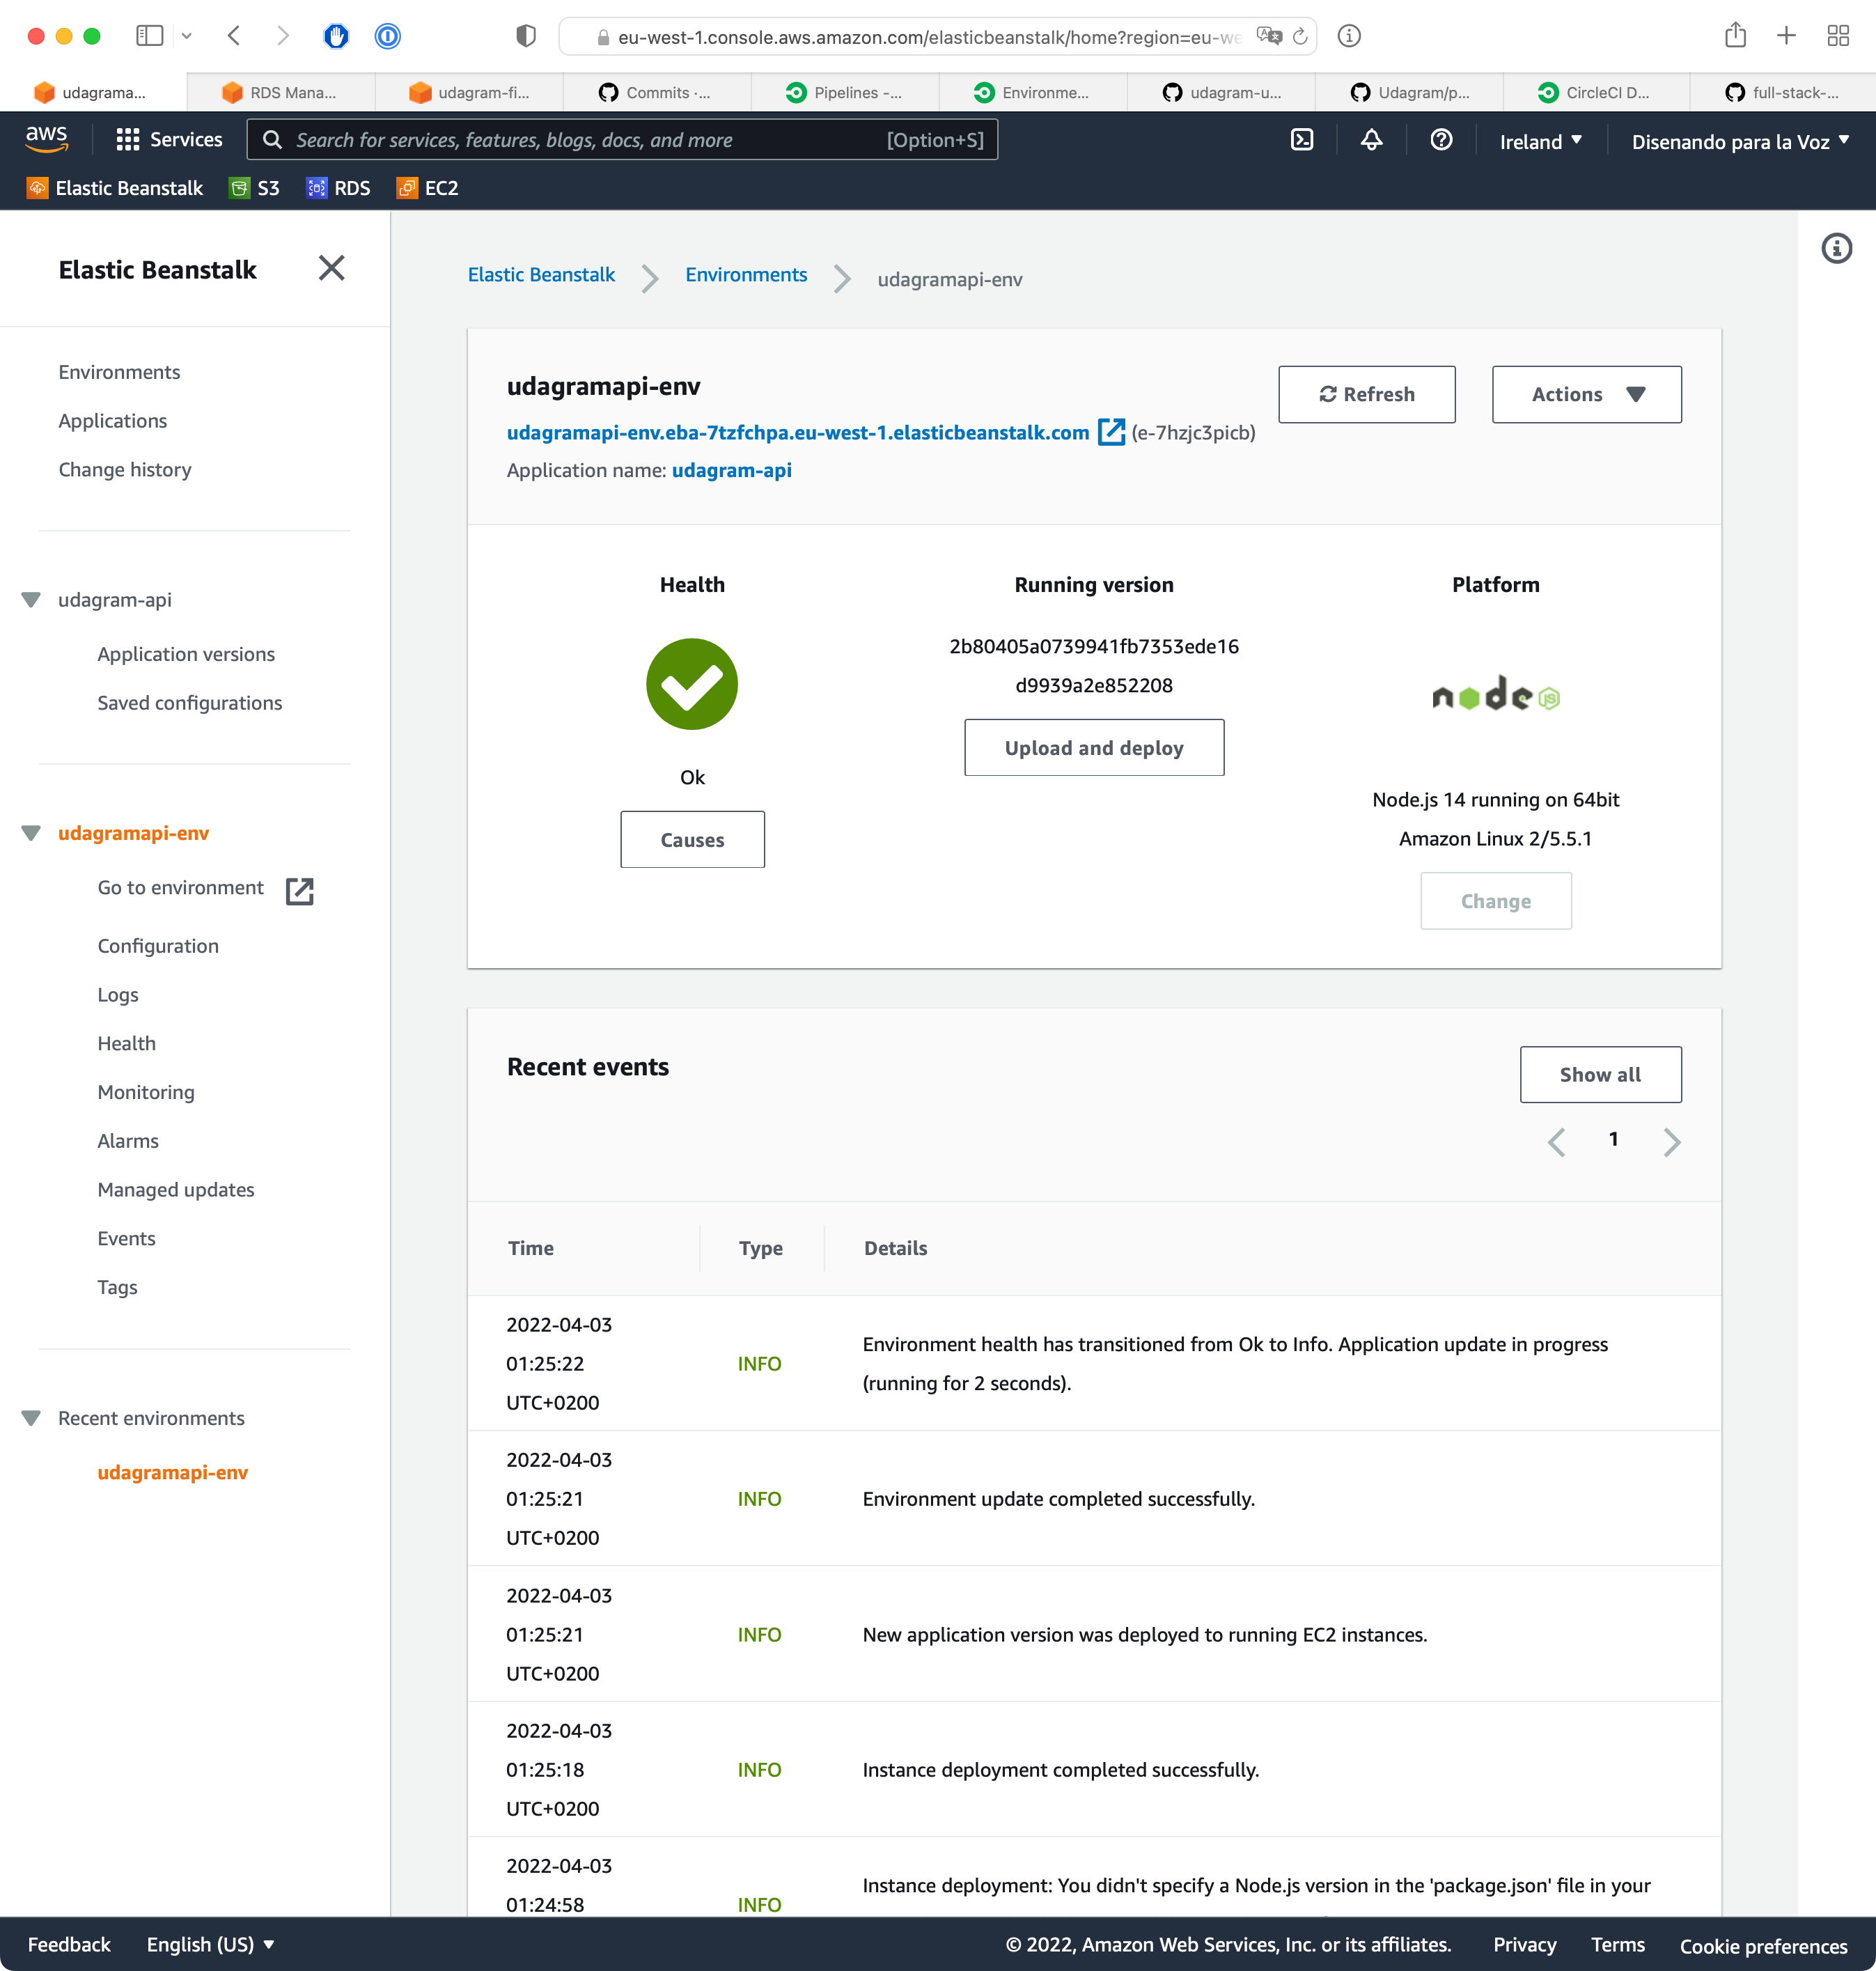 eu-west-1.console.aws.amazon.com/elasticbeanstalk/home?region=eu-we
udagrama...
RDS Mana...
udagram-fi...
Commits ·...
Pipelines -...
Environme...
udagram-u...
Udagram/p...
CircleCI D...
full-stack-...
aws
Services
Search for services, features, blogs, docs, and more
[Option+S]
Ireland
Disenando para la Voz
Elastic Beanstalk
S3
RDS
EC2
Elastic Beanstalk
Environments
Applications
Change history
udagram-api
Application versions
Saved configurations
udagramapi-env
Go to environment
Configuration
Logs
Health
Monitoring
Alarms
Managed updates
Events
Tags
Recent environments
udagramapi-env
Elastic Beanstalk
Environments
udagramapi-env
udagramapi-env
udagramapi-env.eba-7tzfchpa.eu-west-1.elasticbeanstalk.com (e-7hzjc3picb)
Application name: udagram-api
Refresh
Actions
Health
Ok
Causes
Running version
2b80405a0739941fb7353ede16
d9939a2e852208
Upload and deploy
Platform
node JS
Node.js 14 running on 64bit
Amazon Linux 2/5.5.1
Change
Recent events
Show all
1
Time
Type
Details
2022-04-03
01:25:22
UTC+0200
INFO
Environment health has transitioned from Ok to Info. Application update in progress
(running for 2 seconds).
2022-04-03
01:25:21
UTC+0200
INFO
Environment update completed successfully.
2022-04-03
01:25:21
UTC+0200
INFO
New application version was deployed to running EC2 instances.
2022-04-03
01:25:18
UTC+0200
INFO
Instance deployment completed successfully.
2022-04-03
01:24:58
INFO
Instance deployment: You didn't specify a Node.js version in the 'package.json' file in your
Feedback
English (US)
© 2022, Amazon Web Services, Inc. or its affiliates.
Privacy
Terms
Cookie preferences